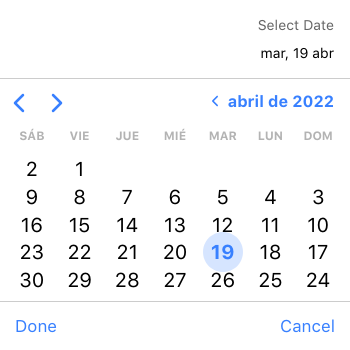 Select Date
mar, 19 abr
abril de 2022
SÁB VIE JUE MIÉ MAR LUN DOM
2 1
9 8 7 6 5 4 3
16 15 14 13 12 11 10
23 22 21 20 19 18 17
30 29 28 27 26 25 24
Done Cancel